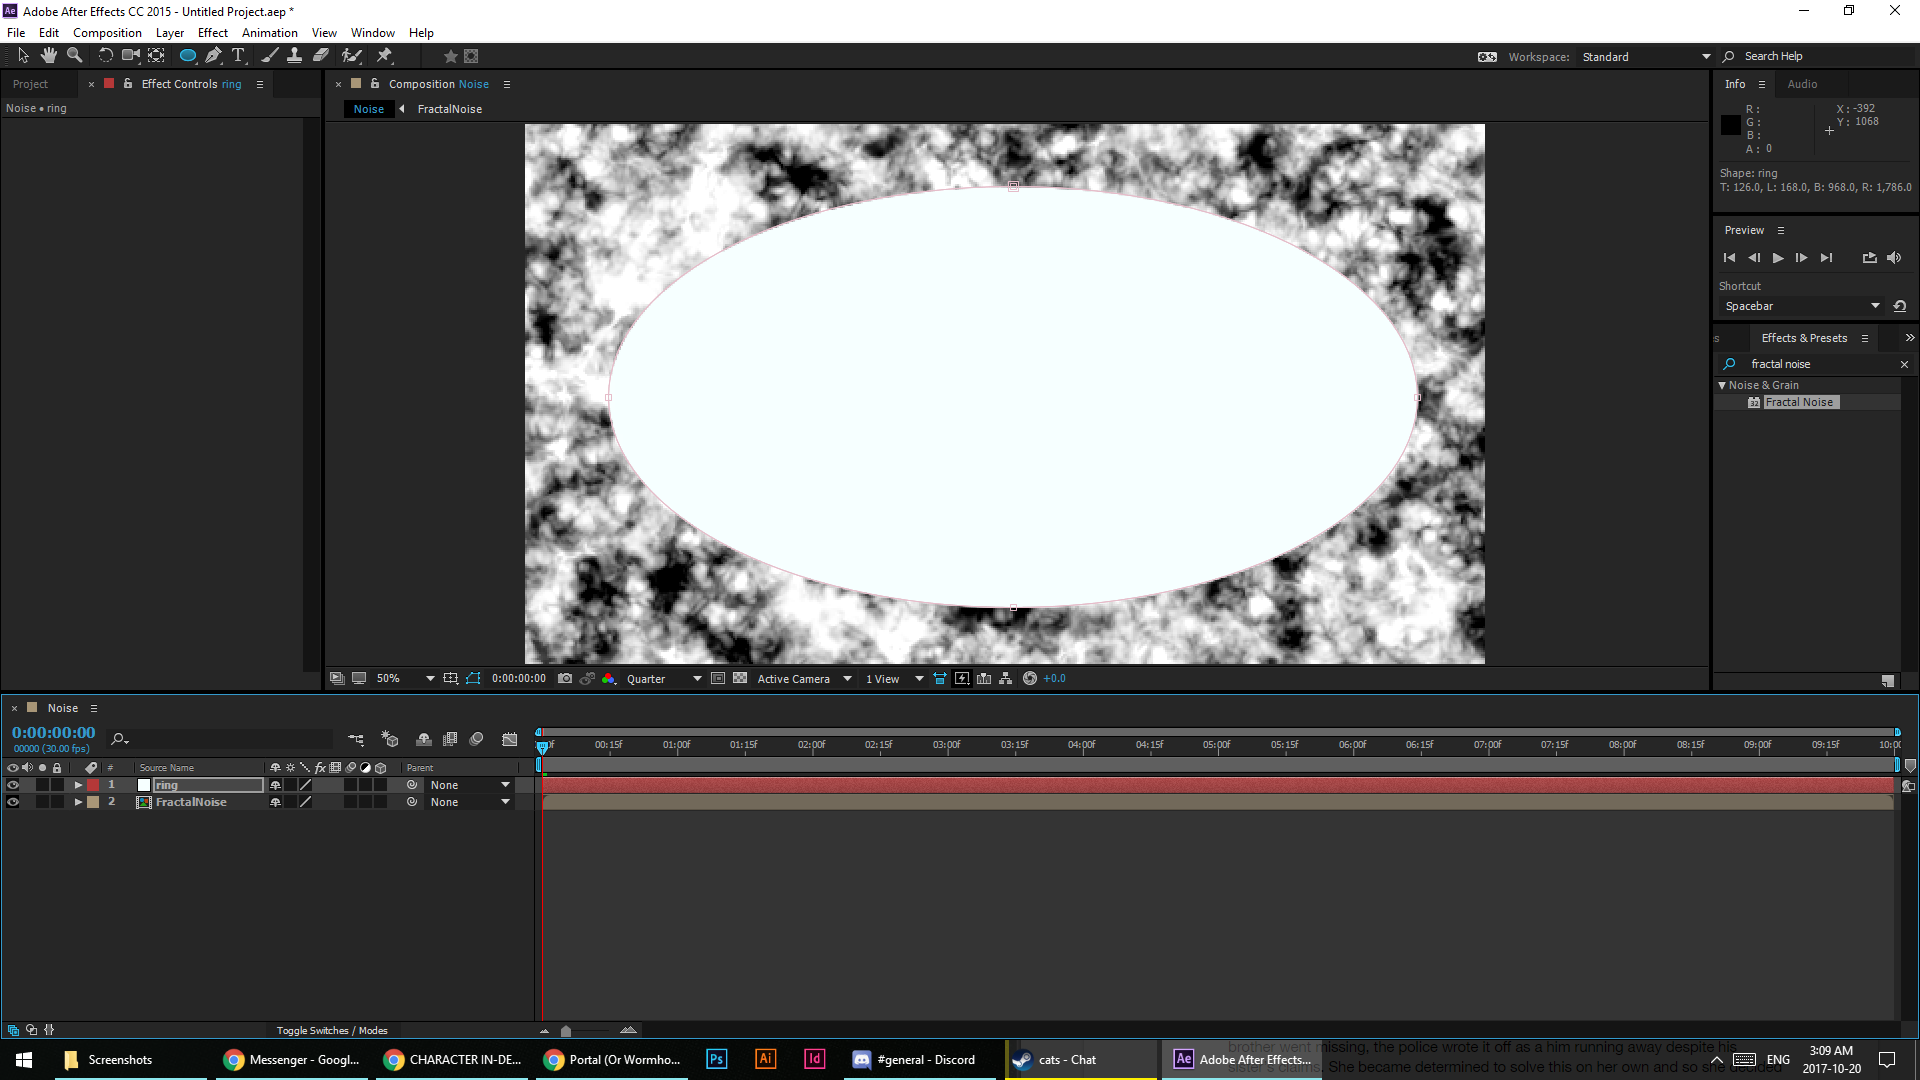 Adobe After Effects CC 2015 - Untitled Project.aep *
File Edit Composition Layer Effect Animation View Window Help
Workspace: Standard Search Help
Project Effect Controls ring
Noise • ring
Composition Noise
Noise FractalNoise
Info Audio
R :
G :
B :
A : 0
X : -392
Y : 1068
Shape: ring
T: 126.0, L: 168.0, B: 968.0, R: 1,786.0
Preview
Shortcut
Spacebar
Effects & Presets
fractal noise
Noise & Grain
32 Fractal Noise
50% 0:00:00:00 Quarter Active Camera 1 View +0.0
Noise
0:00:00:00
00000 (30.00 fps)
00:15f 01:00f 01:15f 02:00f 02:15f 03:00f 03:15f 04:00f 04:15f 05:00f 05:15f 06:00f 06:15f 07:00f 07:15f 08:00f 08:15f 09:00f 09:15f 10:00
# Source Name fx Parent
1 ring None
2 FractalNoise None
Toggle Switches / Modes
Screenshots
Messenger - Googl...
CHARACTER IN-DE...
Portal (Or Wormho...
Ps
Ai
Id
#general - Discord
cats - Chat
Ae Adobe After Effects...
brother went missing, the police wrote it off as a him running away despite his
sister's claims. She became determined to solve this on her own and so she decided
ENG
3:09 AM
2017-10-20